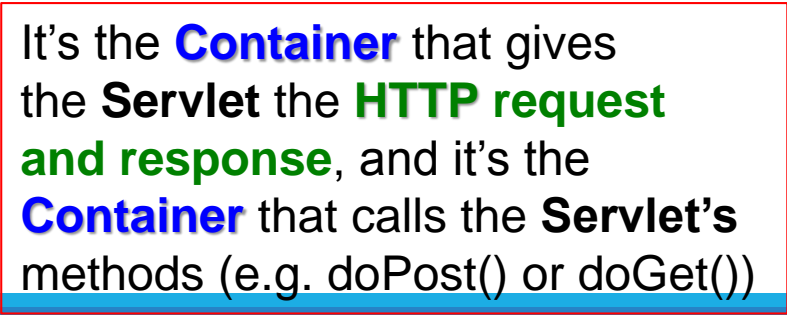 It’s the Container that gives
the Servlet the HTTP request
and response, and it’s the
Container that calls the Servlet's
methods (e.g. doPost() or doGet())